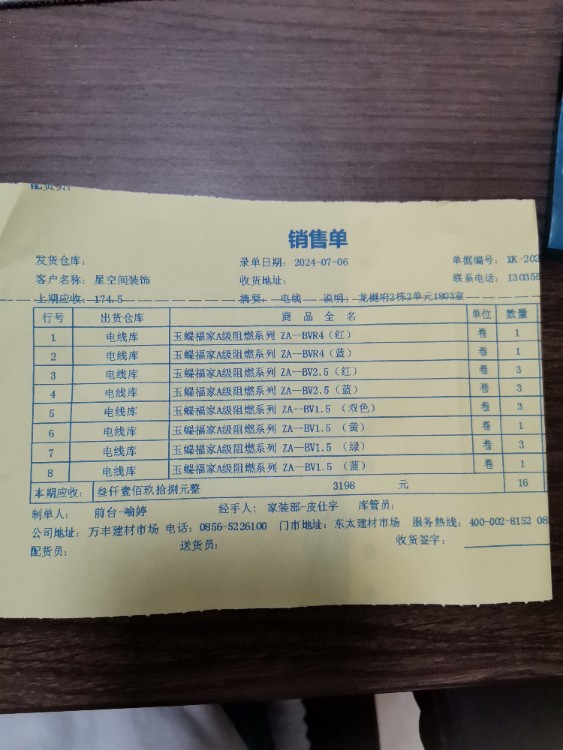 配货员:
销售单
发货仓库: 录单日期: 2024-07-06 单据编号: XK-202
客户名称: 星空间装饰 收货地址: 联系电话: 130355
上期应收: 174.5 摘要: 电线 说明: 龙樾府2栋2单元1803室
行号 出货仓库 商品全名 单位 数量
1 电线库 玉蝶福家A级阻燃系列 ZA—BVR4（红） 卷 1
2 电线库 玉蝶福家A级阻燃系列 ZA—BVR4（蓝） 卷 1
3 电线库 玉蝶福家A级阻燃系列 ZA—BV2.5（红） 卷 3
4 电线库 玉蝶福家A级阻燃系列 ZA—BV2.5（蓝） 卷 3
5 电线库 玉蝶福家A级阻燃系列 ZA—BV1.5 （双色） 卷 3
6 电线库 玉蝶福家A级阻燃系列 ZA—BV1.5 （黄） 卷 1
7 电线库 玉蝶福家A级阻燃系列 ZA—BV1.5 （绿） 卷 3
8 电线库 玉蝶福家A级阻燃系列 ZA—BV1.5 （蓝） 卷 1
本期应收: 叁仟壹佰玖拾捌元整 3198 元 16
制单人: 前台-喻婷 经手人: 家装部-皮仕宇 库管员:
公司地址: 万丰建材市场 电话: 0856-5226100 门市地址: 东太建材市场 服务热线: 400-002-8152 08
配货员: 送货员: 收货签字: